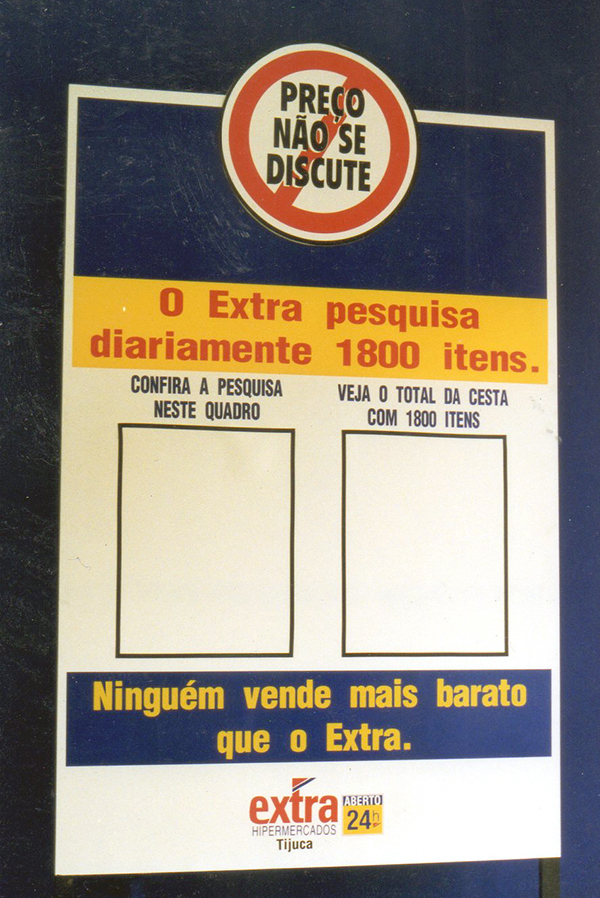 PREÇO
NÃO SE
DISCUTE
O Extra pesquisa
diariamente 1800 itens.
CONFIRA A PESQUISA
NESTE QUADRO
VEJA O TOTAL DA CESTA
COM 1800 ITENS
Ninguém vende mais barato
que o Extra.
extra
HIPERMERCADOS
Tijuca
ABERTO
24h